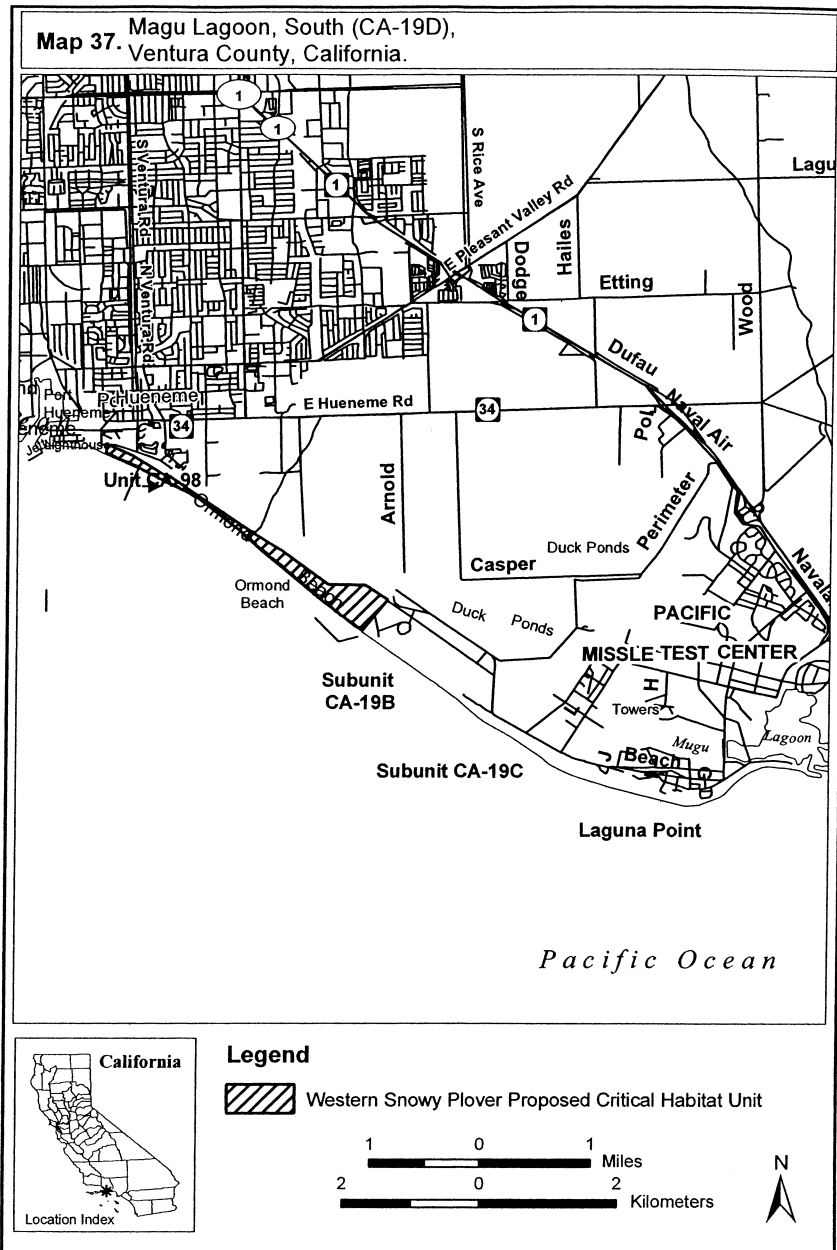 Map 37. Magu Lagoon, South (CA-19D),
Ventura County, California.
1
1
1
S Ventura Rd
N Ventura Rd
S Rice Ave
E Pleasant Valley Rd
Lagu
Dodge
Hailes
Etting
Wood
1
Dufau
Naval Air
Port
Hueneme
P Hueneme
E Hueneme Rd
34
34
Lighthouse
Unit CA-98
Ormond
Beach
Ormond
Beach
Arnold
Casper
Duck Ponds
Perimeter
Duck Ponds
PACIFIC
MISSLE TEST CENTER
H
Towers
Mugu
Lagoon
L
J
Beach
Subunit
CA-19B
Subunit CA-19C
Laguna Point
Pacific Ocean
California
Location Index
Legend
Western Snowy Plover Proposed Critical Habitat Unit
1 0 1
Miles
2 0 2
Kilometers
N